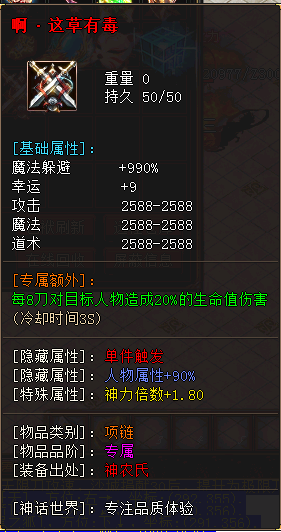 啊·这草有毒
重量 0
持久 50/50
[基础属性]：
魔法躲避 +990%
幸运 +9
攻击 2588-2588
魔法 2588-2588
道术 2588-2588
[专属额外]：
每8刀对目标人物造成20%的生命值伤害
(冷却时间3S)
[隐藏属性]：单件触发
[隐藏属性]：人物属性+90%
[特殊属性]：神力倍数+1.80
[物品类别]：项链
[物品品阶]：专属
[装备出处]：神农氏
[神话世界]：专注品质体验